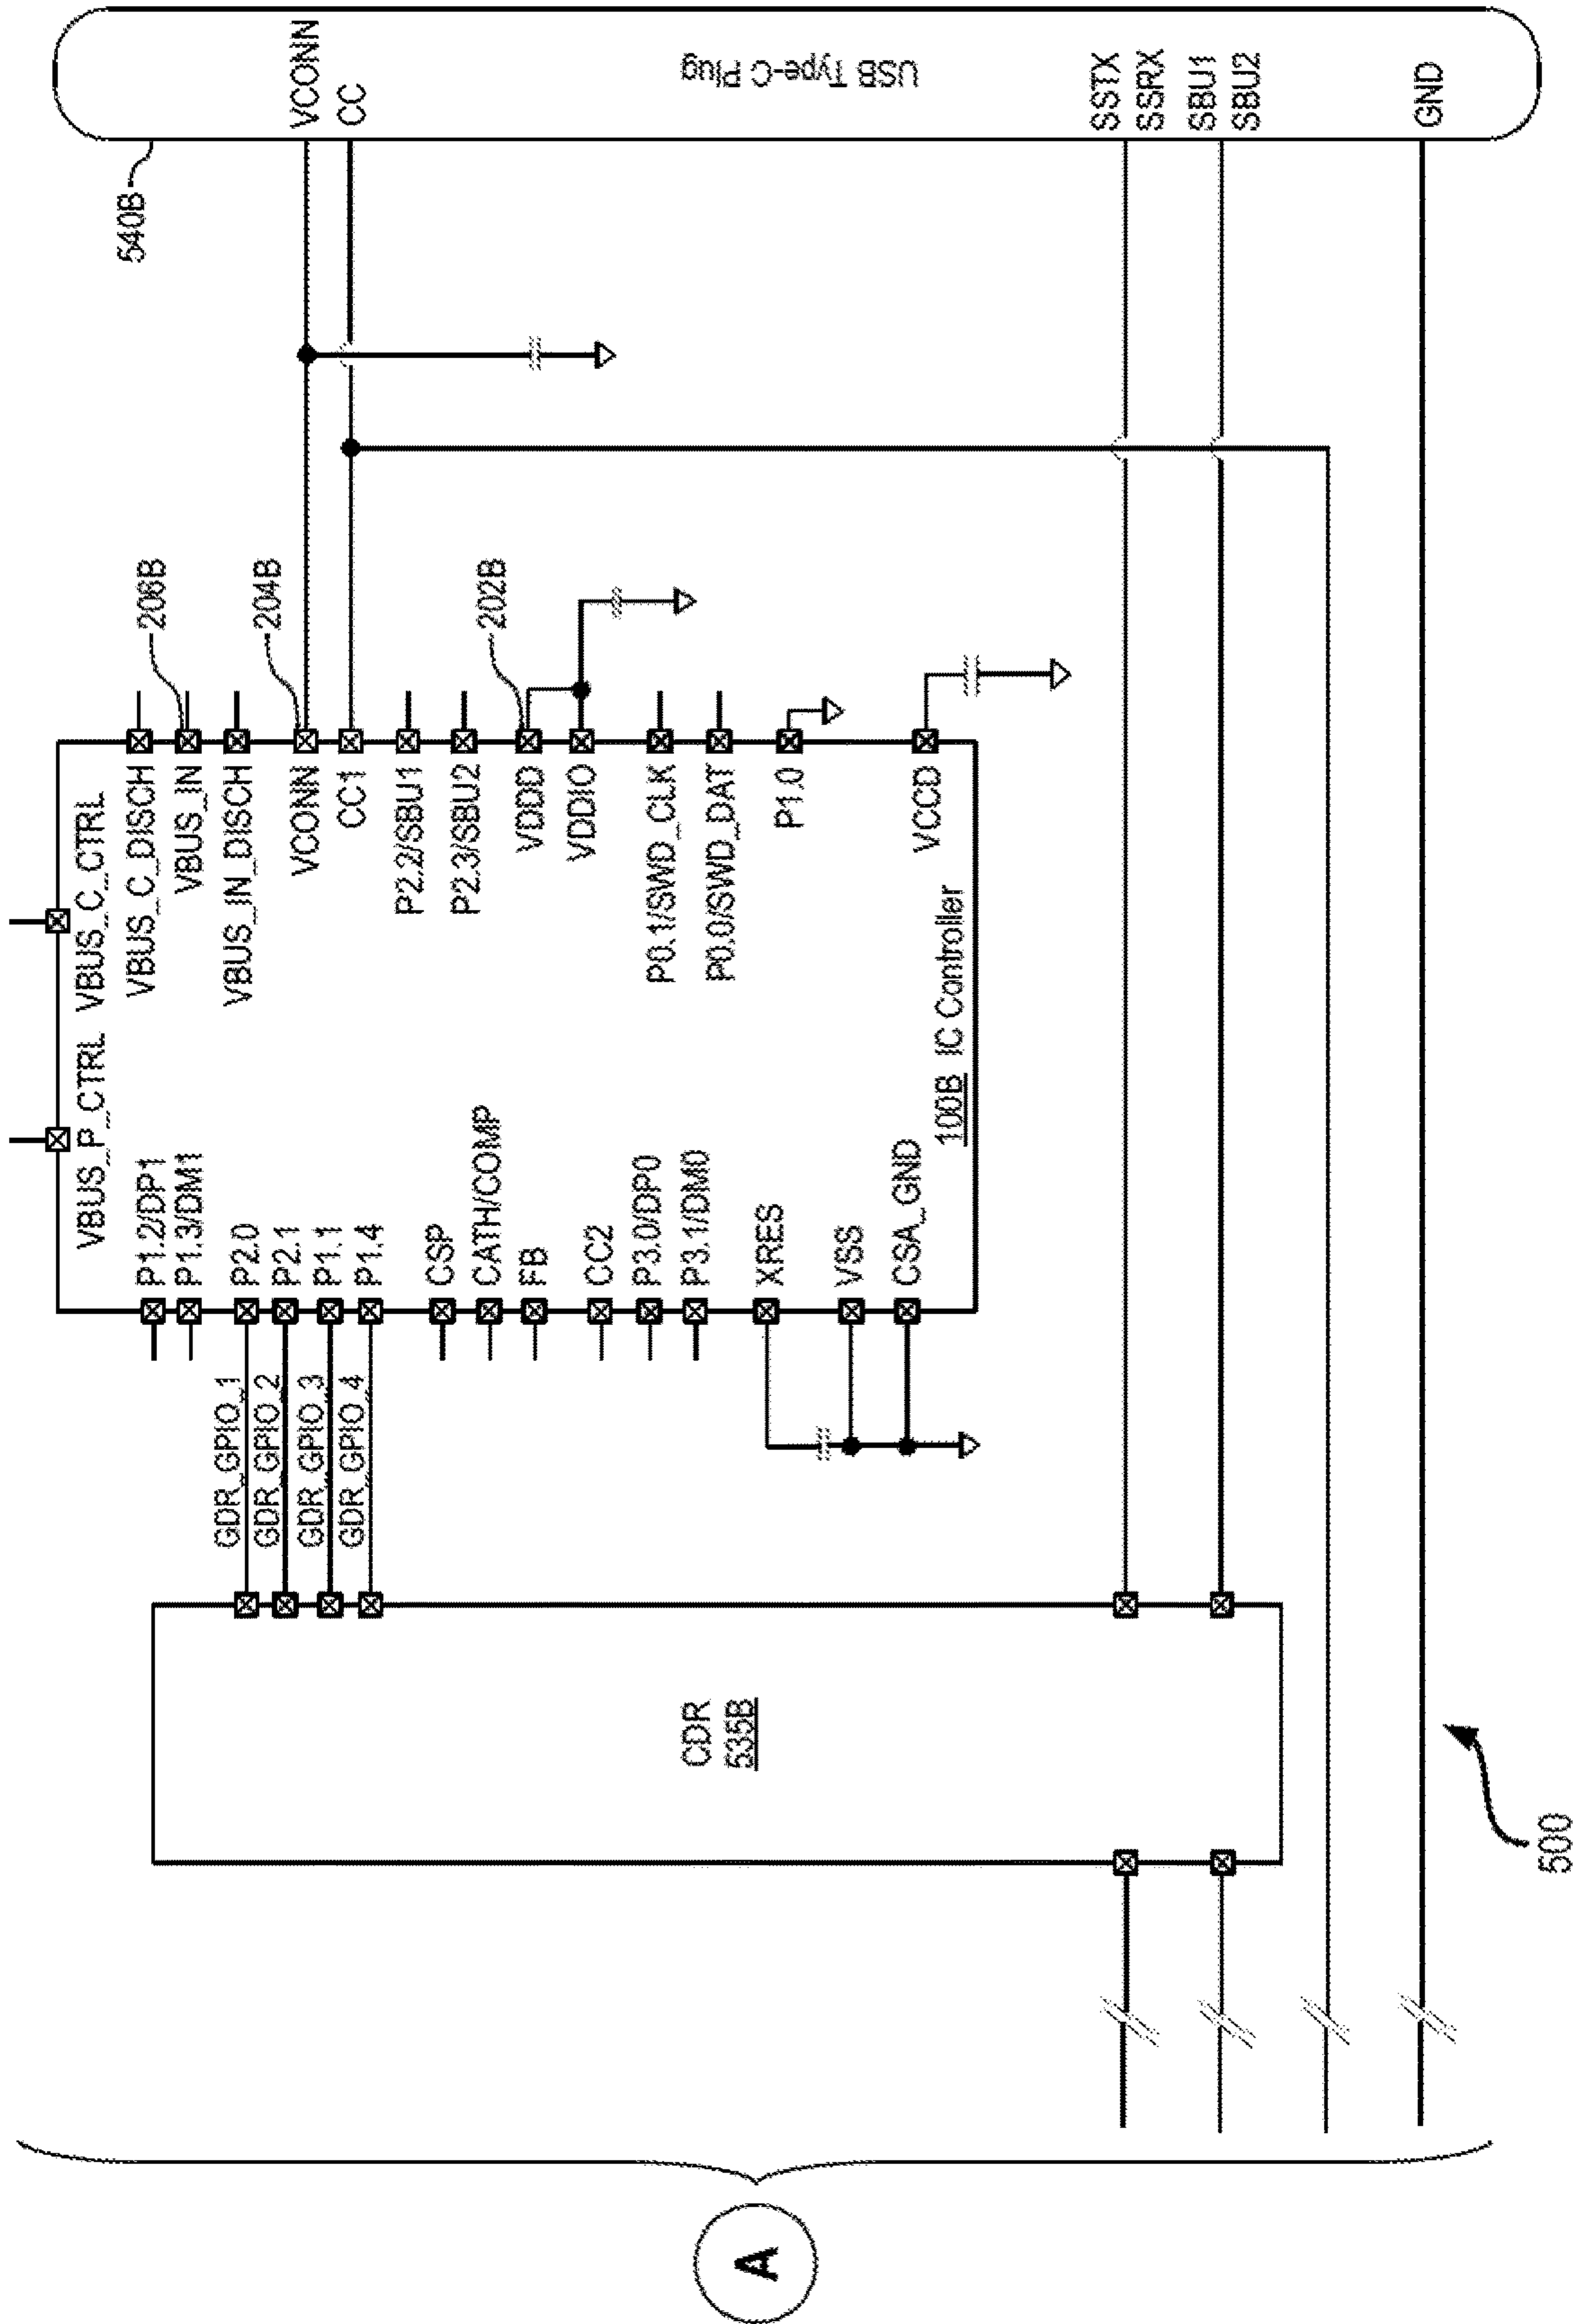 A
500
CDR
535B
GDR_GPIO_1
GDR_GPIO_2
GDR_GPIO_3
GDR_GPIO_4
VBUS_P_CTRL
VBUS_C_CTRL
P1.2/DP1
P1.3/DM1
P2.0
P2.1
P1.1
P1.4
CSP
CATH/COMP
FB
CC2
P3.0/DP0
P3.1/DM0
XRES
VSS
CSA_GND
100B IC Controller
VBUS_C_DISCH
VBUS_IN
VBUS_IN_DISCH
VCONN
CC1
P2.2/SBU1
P2.3/SBU2
VDDD
VDDIO
P0.1/SWD_CLK
P0.0/SWD_DAT
P1.0
VCCD
206B
204B
202B
540B
VCONN
CC
USB Type-C Plug
SSTX
SSRX
SBU1
SBU2
GND